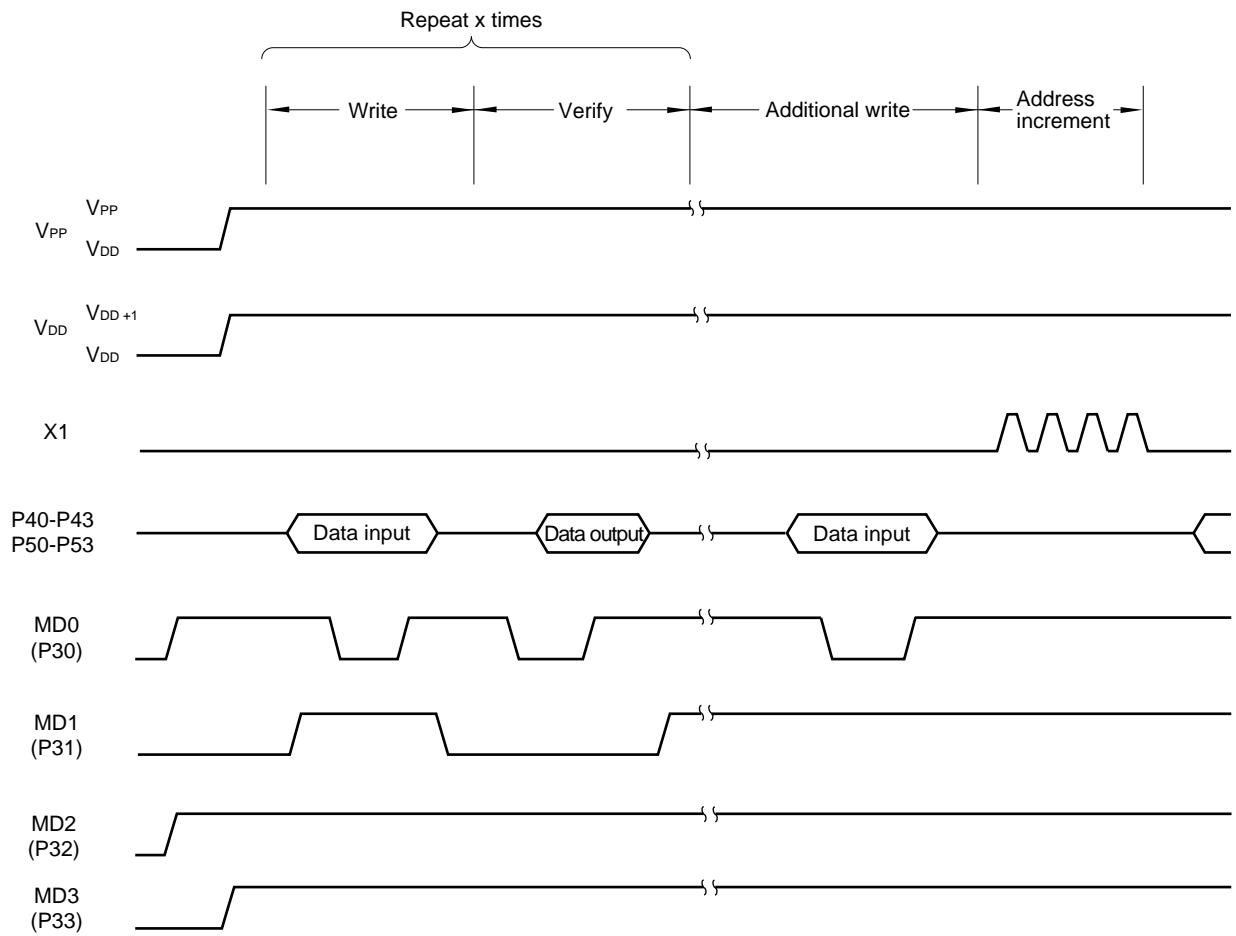 Repeat x times
Write
Verify
Additional write
Address
increment
VPP
VPP
VDD
VDD +1
VDD
VDD
X1
P40-P43
P50-P53
Data input
Data output
Data input
MD0
(P30)
MD1
(P31)
MD2
(P32)
MD3
(P33)